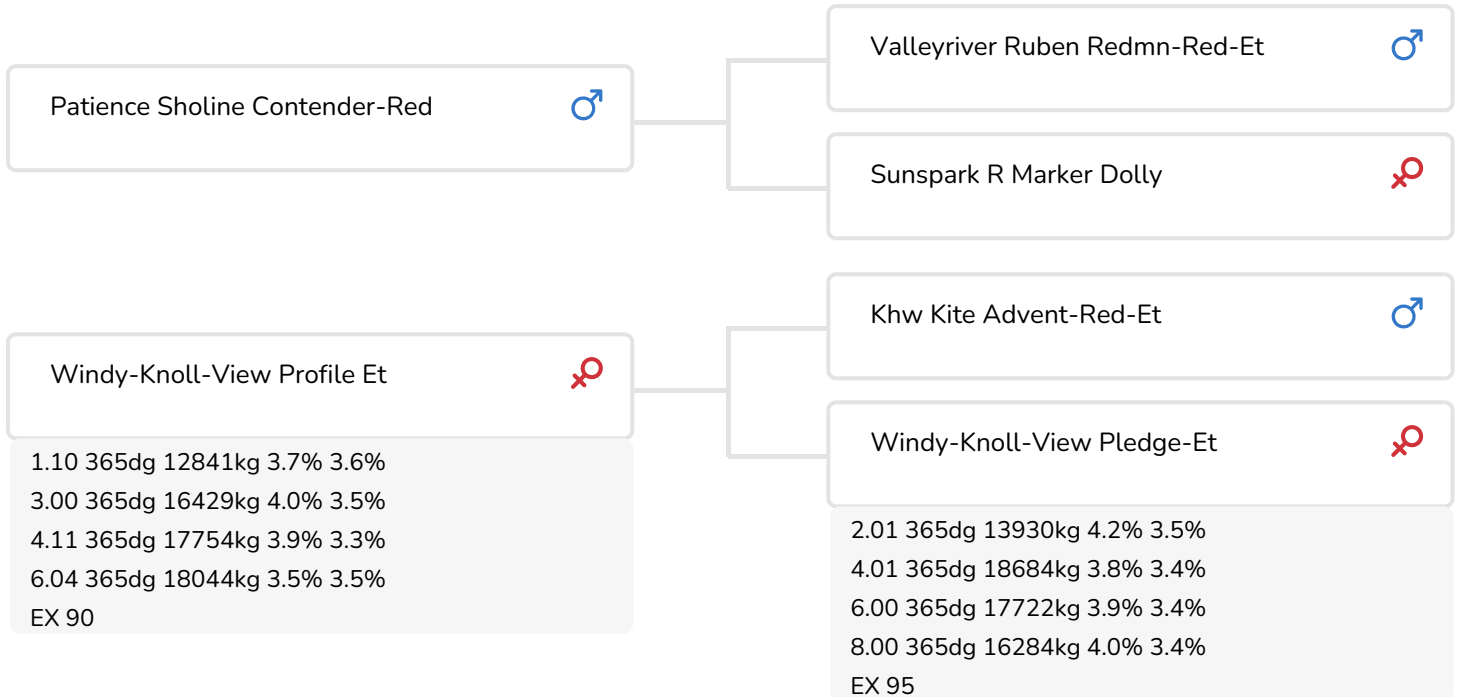 Patience Sholine Contender-Red
Valleyriver Ruben Redmn-Red-Et
Sunspark R Marker Dolly
Windy-Knoll-View Profile Et
1.10 365dg 12841kg 3.7% 3.6%
3.00 365dg 16429kg 4.0% 3.5%
4.11 365dg 17754kg 3.9% 3.3%
6.04 365dg 18044kg 3.5% 3.5%
EX 90
Khw Kite Advent-Red-Et
Windy-Knoll-View Pledge-Et
2.01 365dg 13930kg 4.2% 3.5%
4.01 365dg 18684kg 3.8% 3.4%
6.00 365dg 17722kg 3.9% 3.4%
8.00 365dg 16284kg 4.0% 3.4%
EX 95